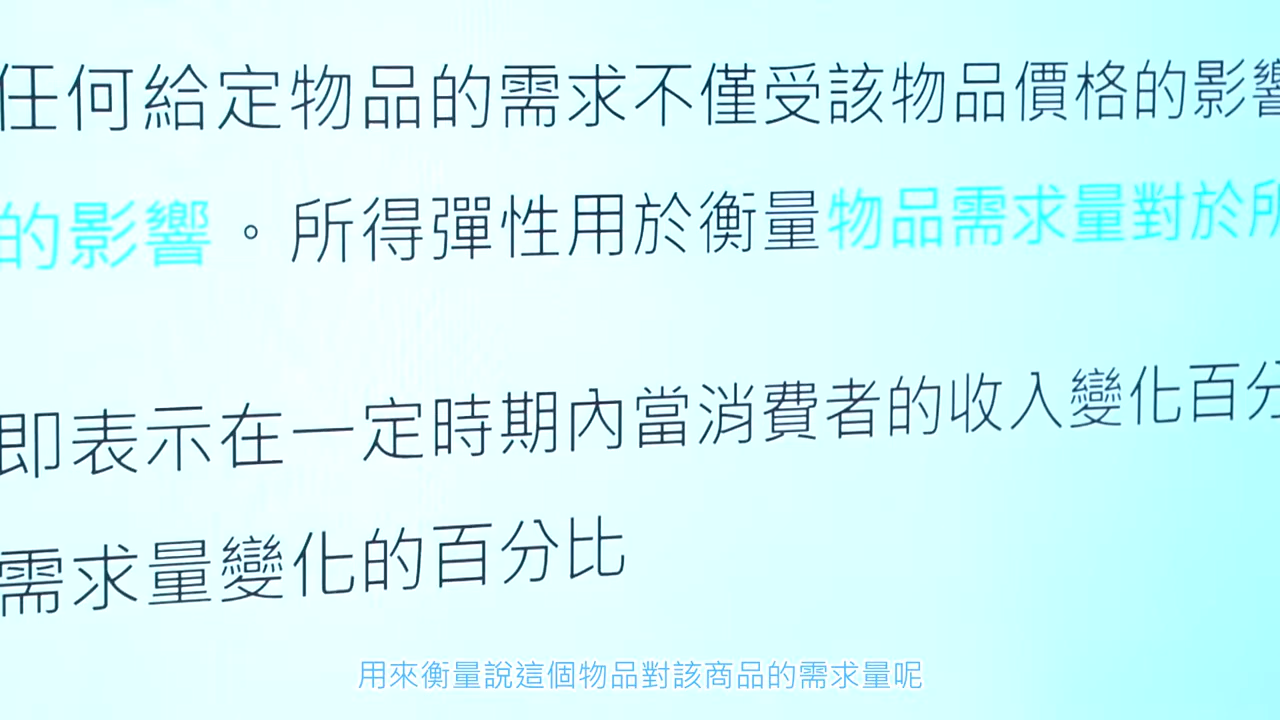 任何給定物品的需求不僅受該物品價格的影響
的影響。所得彈性用於衡量物品需求量對於所
即表示在一定時期內當消費者的收入變化百分
需求量變化的百分比
用來衡量說這個物品對該商品的需求量呢